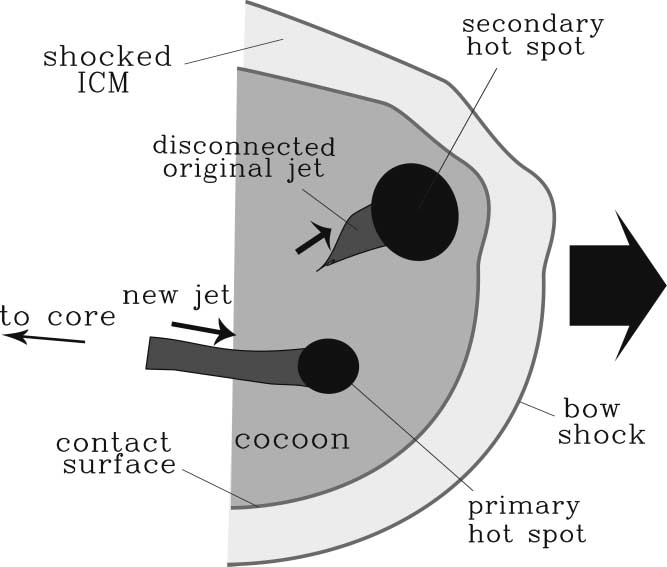 secondary
hot spot
shocked
ICM
disconnected
original jet
new jet
to core
bow
shock
cocoon
contact
surface
primary
hot spot